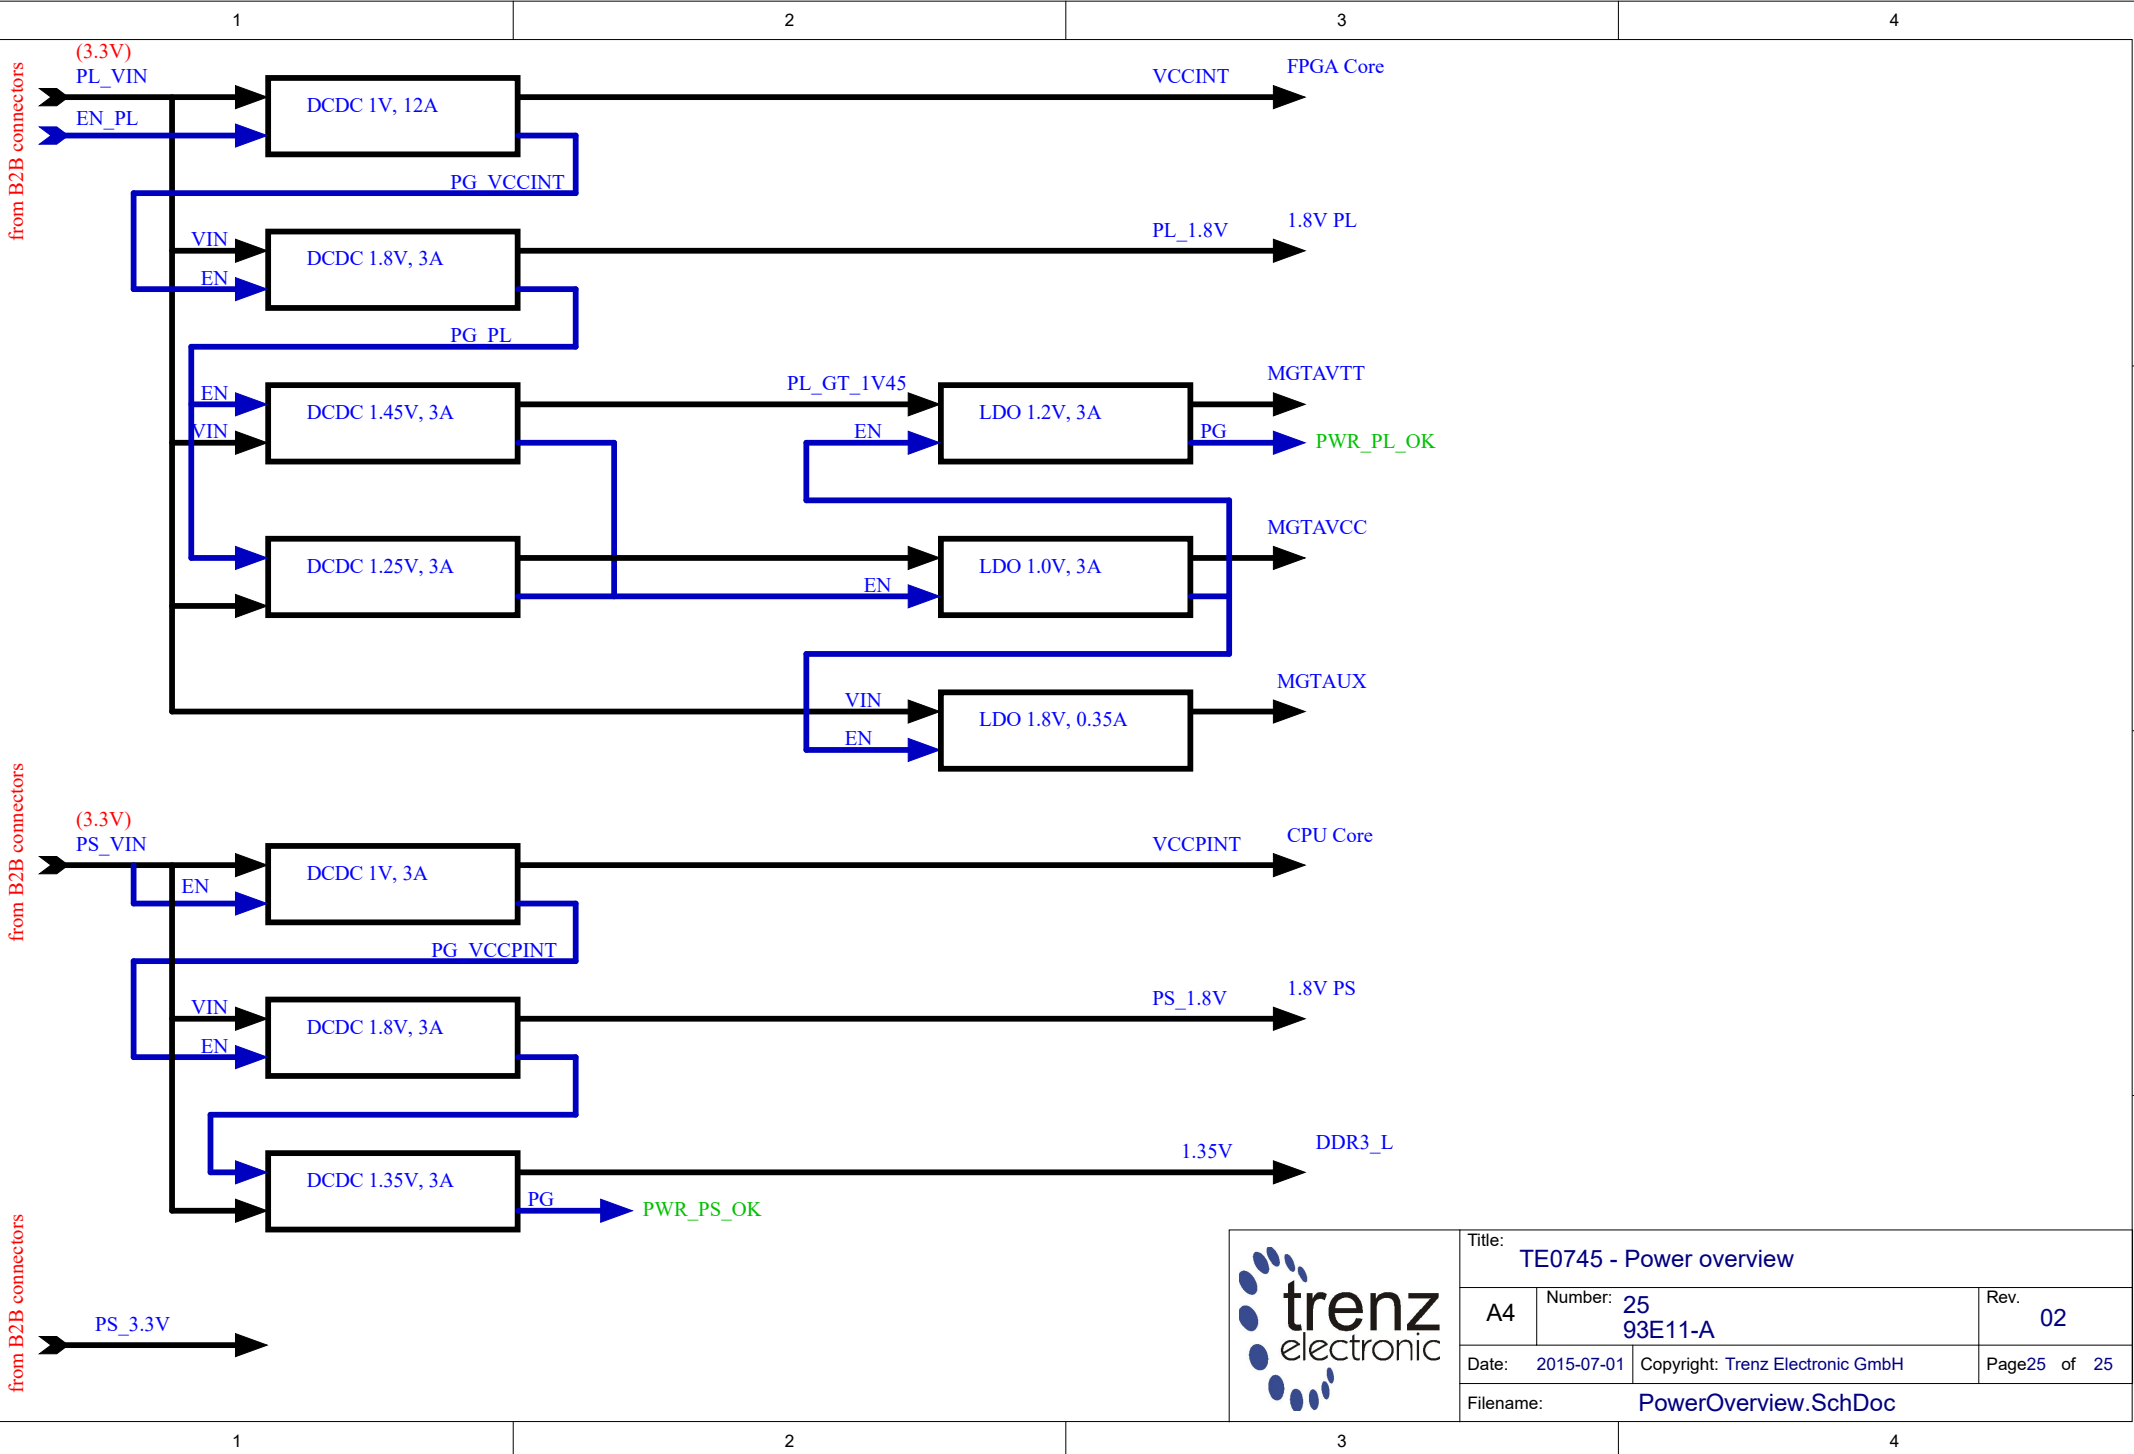 1 2 3 4
(3.3V)
PL_VIN
EN_PL
from B2B connectors
DCDC 1V, 12A
VCCINT
FPGA Core
PG_VCCINT
VIN
EN
DCDC 1.8V, 3A
PL_1.8V
1.8V PL
PG_PL
EN
VIN
DCDC 1.45V, 3A
PL_GT_1V45
EN
LDO 1.2V, 3A
MGTAVTT
PG
PWR_PL_OK
DCDC 1.25V, 3A
EN
LDO 1.0V, 3A
MGTAVCC
VIN
EN
LDO 1.8V, 0.35A
MGTAUX
from B2B connectors
(3.3V)
PS_VIN
EN
DCDC 1V, 3A
VCCPINT
CPU Core
PG_VCCPINT
VIN
EN
DCDC 1.8V, 3A
PS_1.8V
1.8V PS
DCDC 1.35V, 3A
1.35V
DDR3_L
PG
PWR_PS_OK
from B2B connectors
PS_3.3V
trenz
electronic
Title:
TE0745 - Power overview
A4
Number: 25
93E11-A
Rev.
02
Date: 2015-07-01
Copyright: Trenz Electronic GmbH
Page25 of 25
Filename: PowerOverview.SchDoc
1 2 3 4